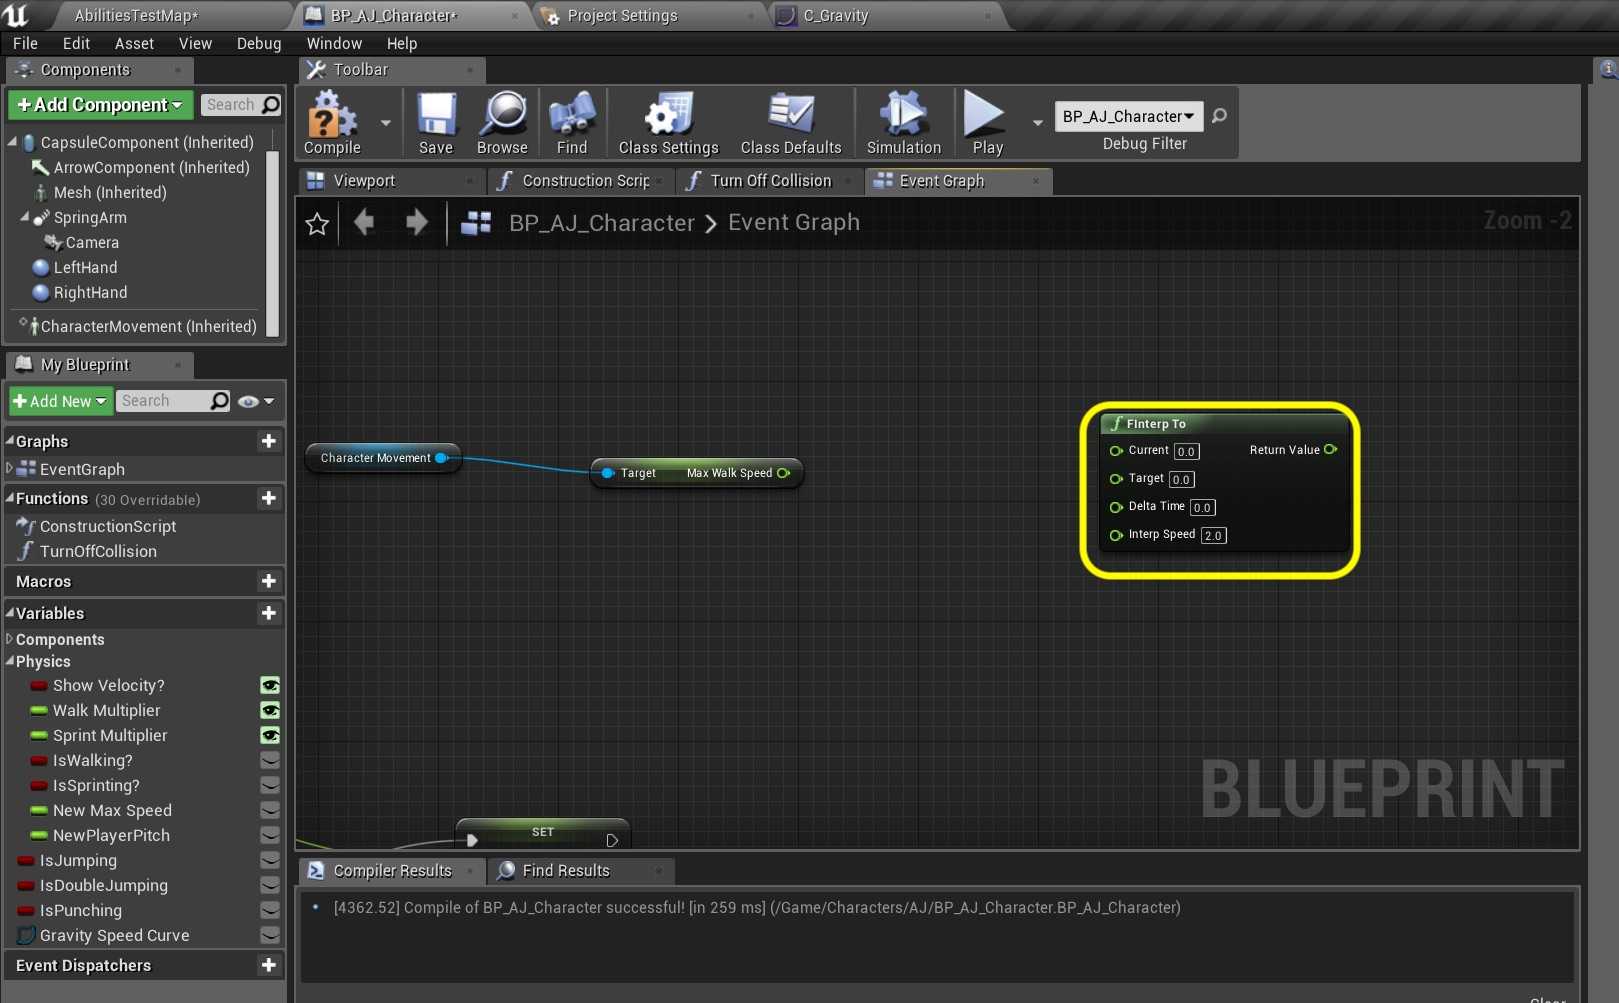 AbilitiesTestMap*
BP_AJ_Character*
Project Settings
C_Gravity
File Edit Asset View Debug Window Help
Components
Toolbar
+Add Component
Search
CapsuleComponent (Inherited)
ArrowComponent (Inherited)
Mesh (Inherited)
SpringArm
Camera
LeftHand
RightHand
CharacterMovement (Inherited)
Compile
Save
Browse
Find
Class Settings
Class Defaults
Simulation
Play
BP_AJ_Character
Debug Filter
Viewport
Construction Scrip
Turn Off Collision
Event Graph
BP_AJ_Character > Event Graph
Zoom -2
My Blueprint
+Add New
Search
Graphs
EventGraph
Functions (30 Overridable)
ConstructionScript
TurnOffCollision
Macros
Variables
Components
Physics
Show Velocity?
Walk Multiplier
Sprint Multiplier
IsWalking?
IsSprinting?
New Max Speed
NewPlayerPitch
IsJumping
IsDoubleJumping
IsPunching
Gravity Speed Curve
Event Dispatchers
Character Movement
Target Max Walk Speed
FInterp To
Current 0.0 Return Value
Target 0.0
Delta Time 0.0
Interp Speed 2.0
SET
BLUEPRINT
Compiler Results
Find Results
[4362.52] Compile of BP_AJ_Character successful! [in 259 ms] (/Game/Characters/AJ/BP_AJ_Character.BP_AJ_Character)